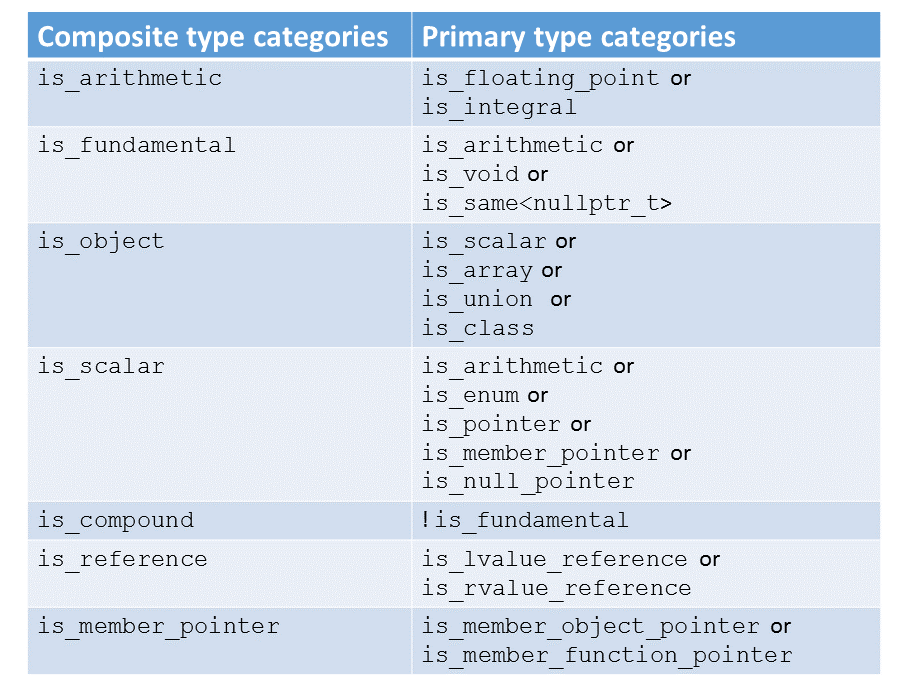 Composite type categories Primary type categories
is_arithmetic is_floating_point or
is_integral
is_fundamental is_arithmetic or
is_void or
is_same<nullptr_t>
is_object is_scalar or
is_array or
is_union or
is_class
is_scalar is_arithmetic or
is_enum or
is_pointer or
is_member_pointer or
is_null_pointer
is_compound !is_fundamental
is_reference is_lvalue_reference or
is_rvalue_reference
is_member_pointer is_member_object_pointer or
is_member_function_pointer